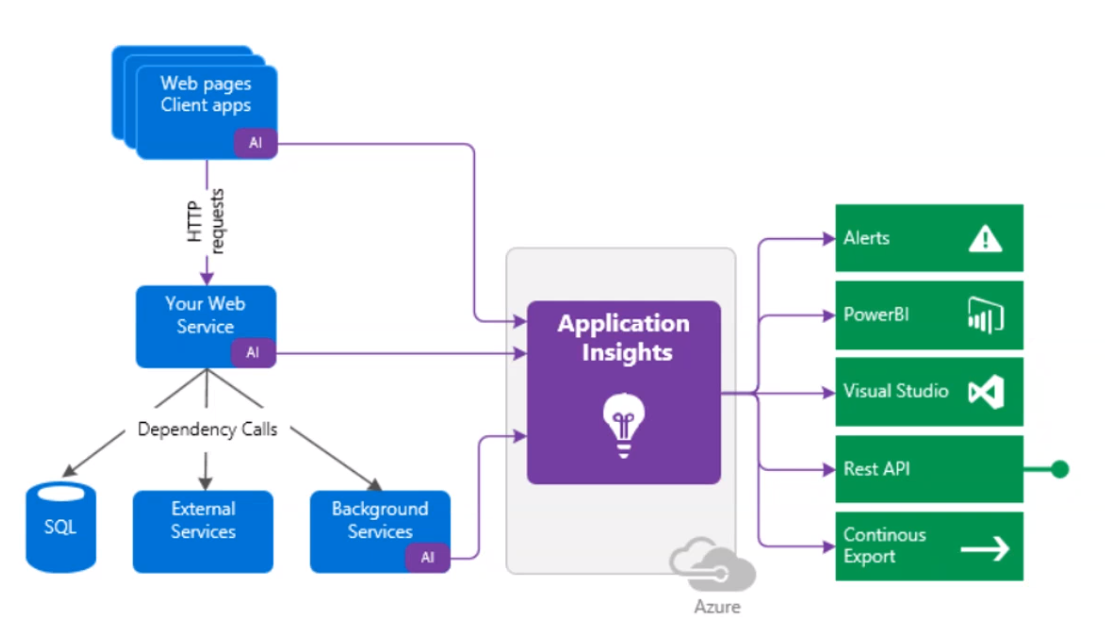 Web pages
Client apps
AI
HTTP
requests
Your Web
Service
AI
Dependency Calls
SQL
External
Services
Background
Services
AI
Application
Insights
Azure
Alerts
PowerBI
Visual Studio
Rest API
Continous
Export